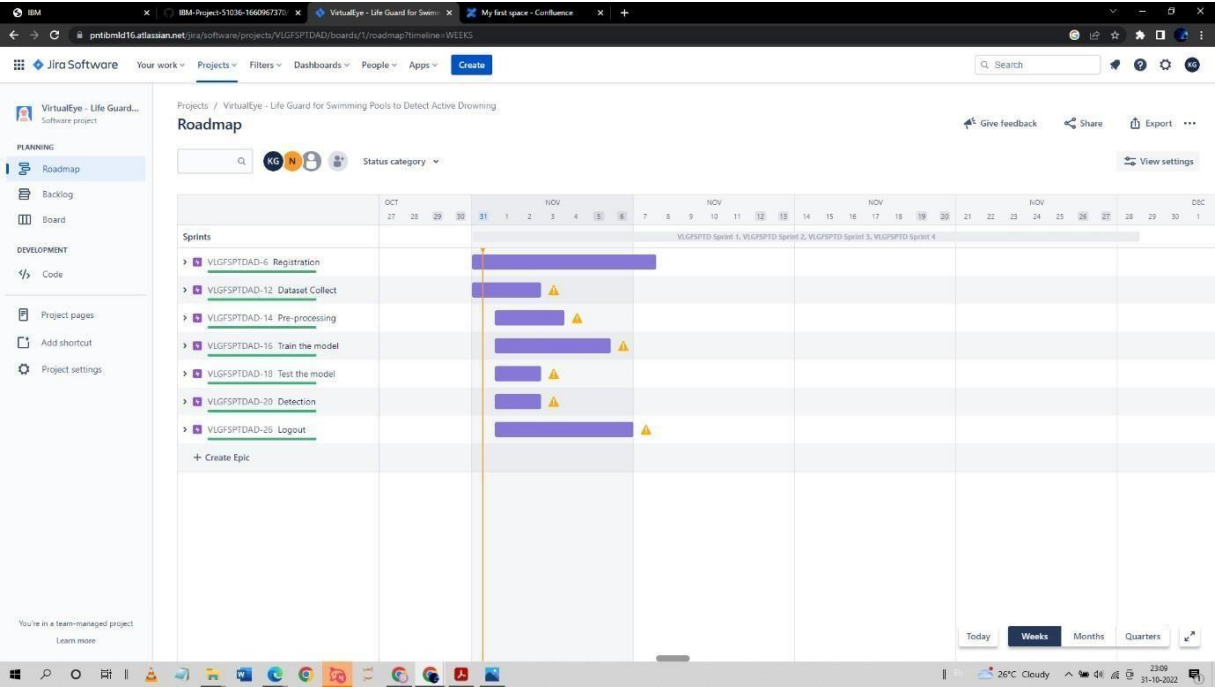 IBM
IBM-Project-51036-1660967370/
VirtualEye - Life Guard for Swimm
My first space - Confluence
pntibmld16.atlassian.net/jira/software/projects/VLGFSPTDAD/boards/1/roadmap?timeline=WEEKS
Jira Software Your work Projects Filters Dashboards People Apps Create
Search
KG
VirtualEye - Life Guard...
Software project
PLANNING
Roadmap
Backlog
Board
DEVELOPMENT
Code
Project pages
Add shortcut
Project settings
You're in a team-managed project
Learn more
Projects / VirtualEye - Life Guard for Swimming Pools to Detect Active Drowning
Roadmap
Give feedback Share Export
KG N Status category
View settings
OCT NOV NOV NOV NOV DEC
27 28 29 30 31 1 2 3 4 5 6 7 8 9 10 11 12 13 14 15 16 17 18 19 20 21 22 23 24 25 26 27 28 29 30 1
Sprints
VLGFSPTD Sprint 1, VLGFSPTD Sprint 2, VLGFSPTD Sprint 3, VLGFSPTD Sprint 4
VLGFSPTDAD-6 Registration
VLGFSPTDAD-12 Dataset Collect
VLGFSPTDAD-14 Pre-processing
VLGFSPTDAD-16 Train the model
VLGFSPTDAD-18 Test the model
VLGFSPTDAD-20 Detection
VLGFSPTDAD-26 Logout
+ Create Epic
Today Weeks Months Quarters
26°C Cloudy
23:09
31-10-2022